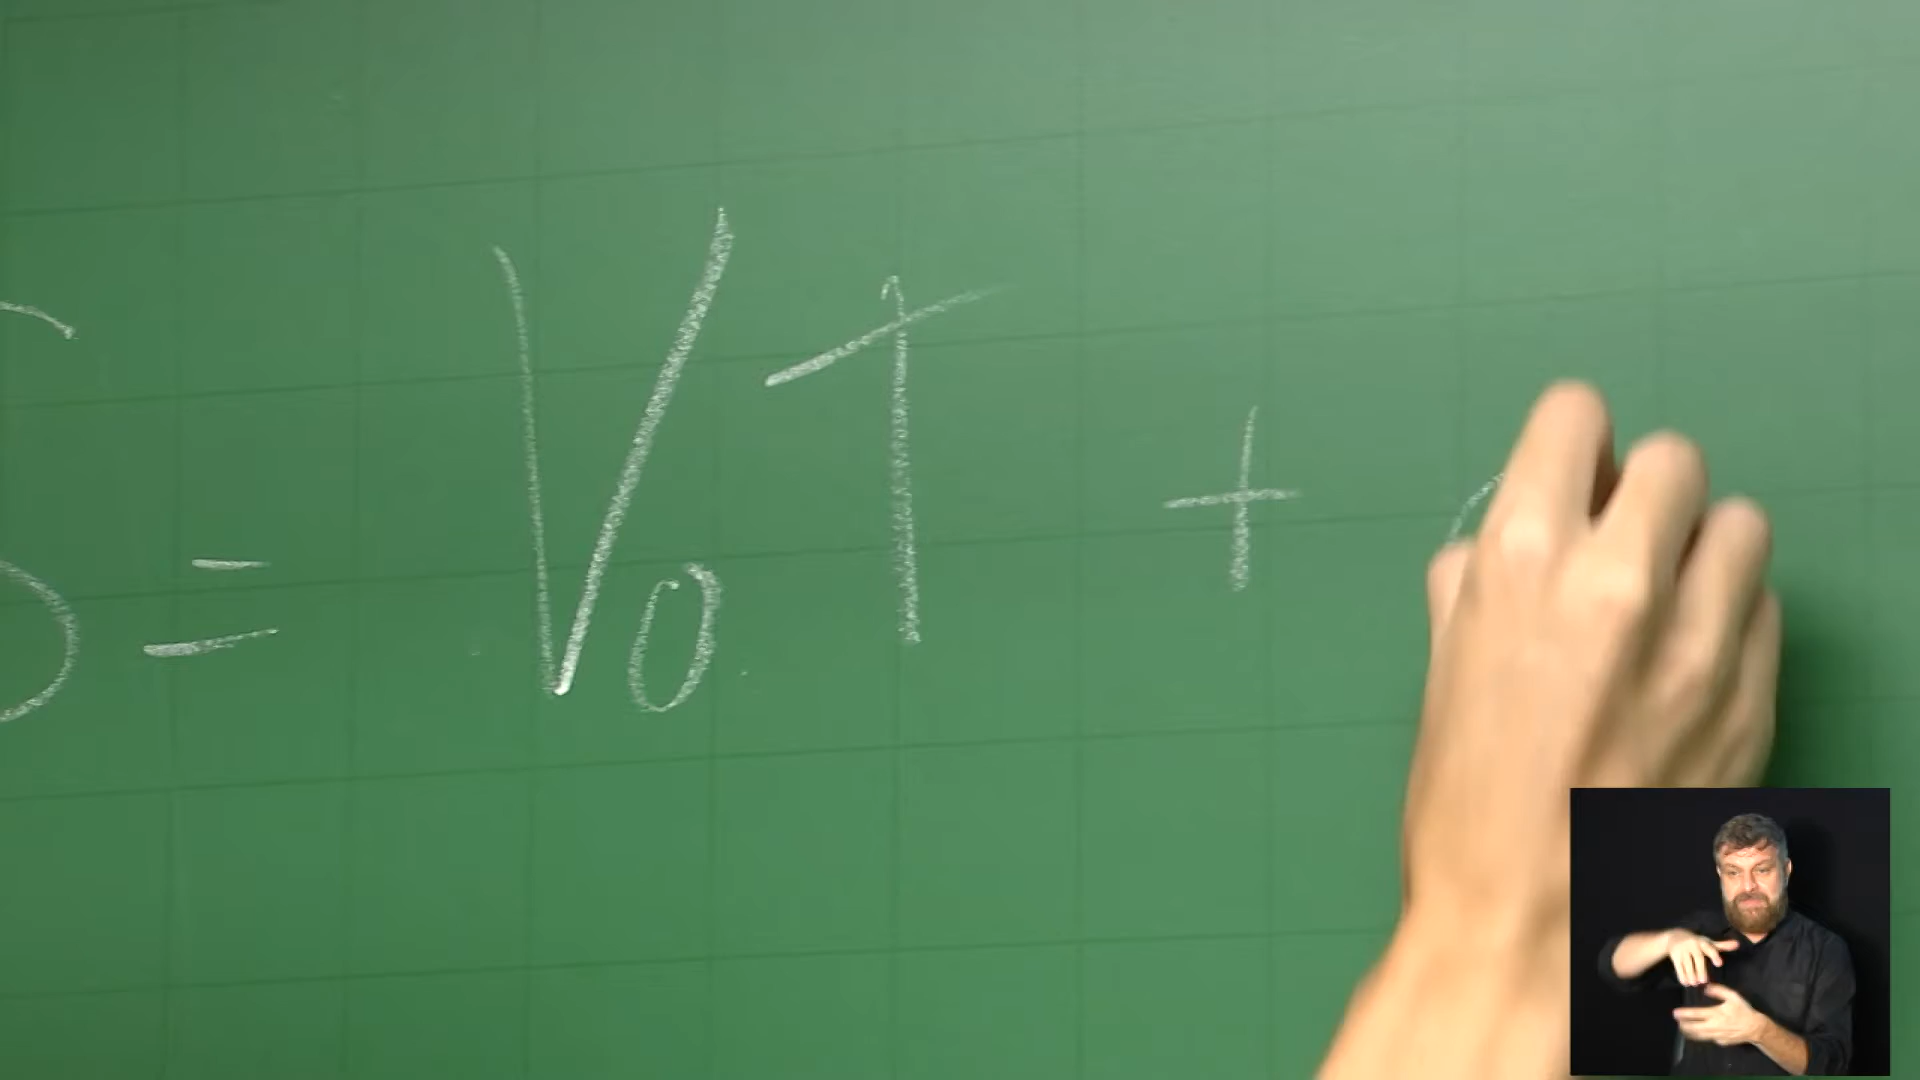 S = V₀T +